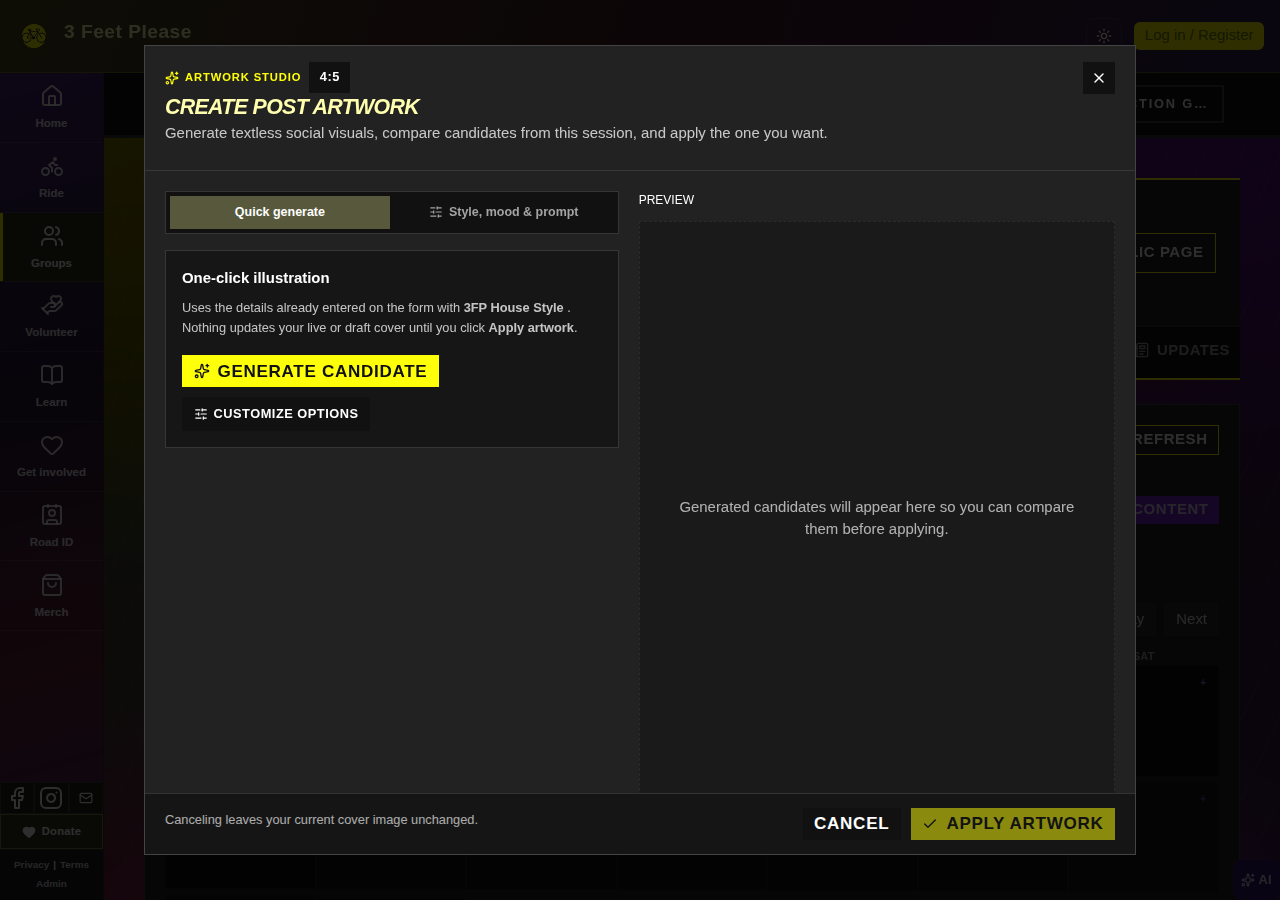 3 Feet Please
Log in / Register
ARTWORK STUDIO 4:5
CREATE POST ARTWORK
Generate textless social visuals, compare candidates from this session, and apply the one you want.
Home
Ride
Groups
Volunteer
Learn
Get involved
Road ID
Merch
Donate
Privacy | Terms
Admin
Quick generate
Style, mood & prompt
One-click illustration
Uses the details already entered on the form with 3FP House Style .
Nothing updates your live or draft cover until you click Apply artwork.
GENERATE CANDIDATE
CUSTOMIZE OPTIONS
PREVIEW
Generated candidates will appear here so you can compare
them before applying.
Canceling leaves your current cover image unchanged.
CANCEL
APPLY ARTWORK
TION G…
LIC PAGE
UPDATES
REFRESH
CONTENT
y
Next
SAT
AI